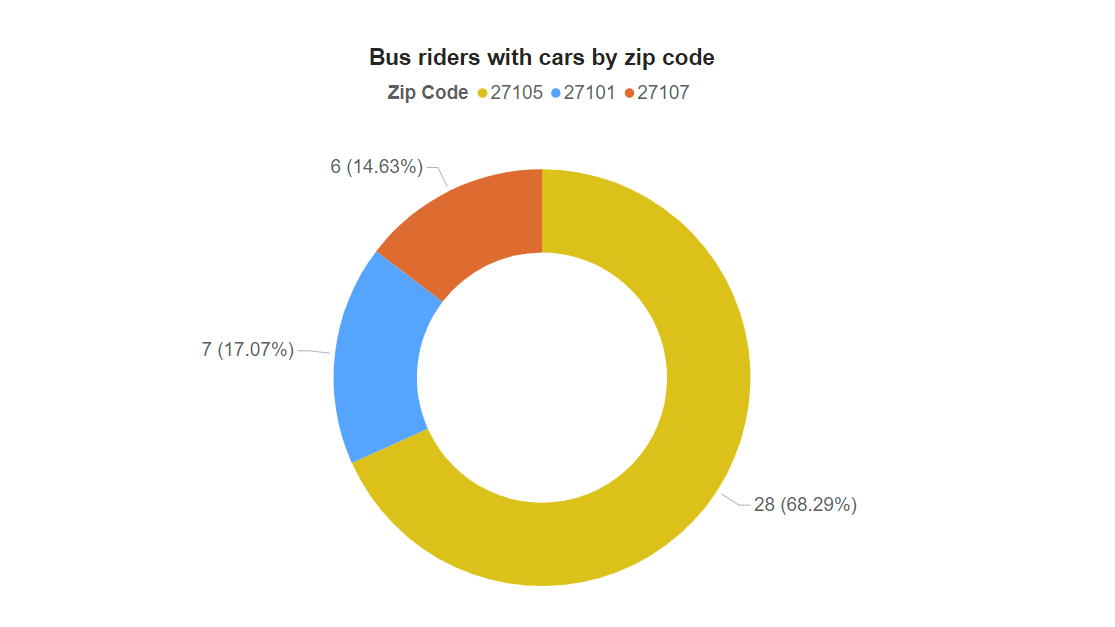 Bus riders with cars by zip code
Zip Code 27105 27101 27107
6 (14.63%)
7 (17.07%)
28 (68.29%)